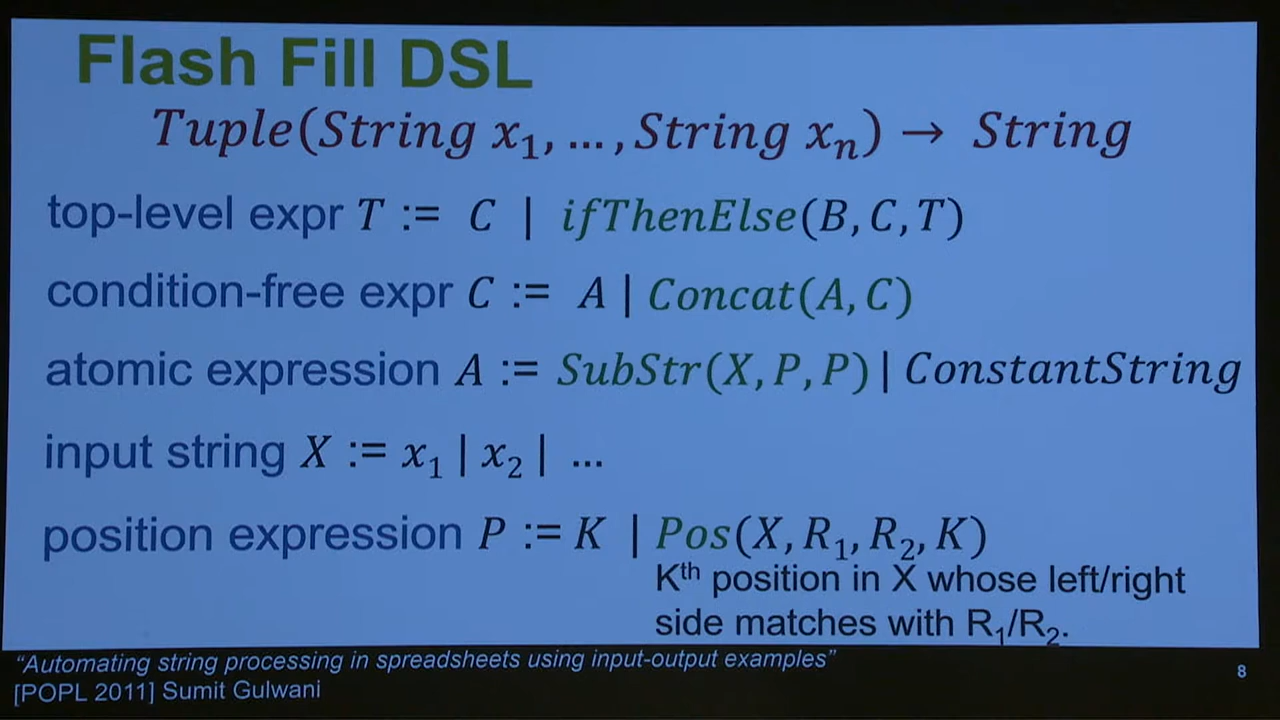 Flash Fill DSL
Tuple(String x₁, … , String xₙ) → String
top-level expr T := C | ifThenElse(B, C, T)
condition-free expr C := A | Concat(A, C)
atomic expression A := SubStr(X, P, P) | ConstantString
input string X := x₁ | x₂ | …
position expression P := K | Pos(X, R₁, R₂, K)
Kᵗʰ position in X whose left/right
side matches with R₁/R₂.
“Automating string processing in spreadsheets using input-output examples”
[POPL 2011] Sumit Gulwani
8